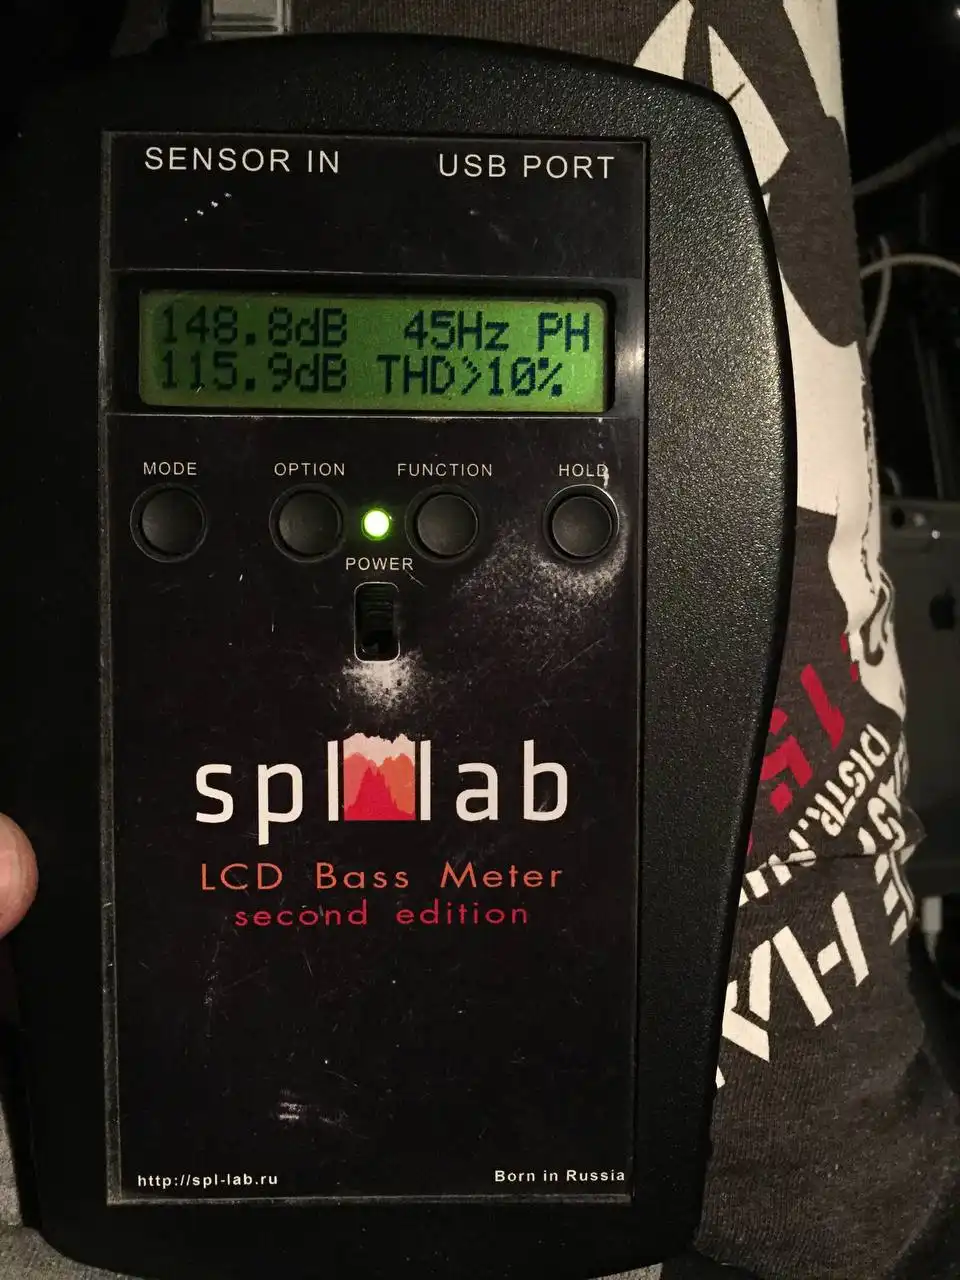 SENSOR IN USB PORT
148.8dB 45Hz PH
115.9dB THD>10%
MODE OPTION FUNCTION HOLD
POWER
spl lab
LCD Bass Meter
second edition
http://spl-lab.ru Born in Russia
DISTR